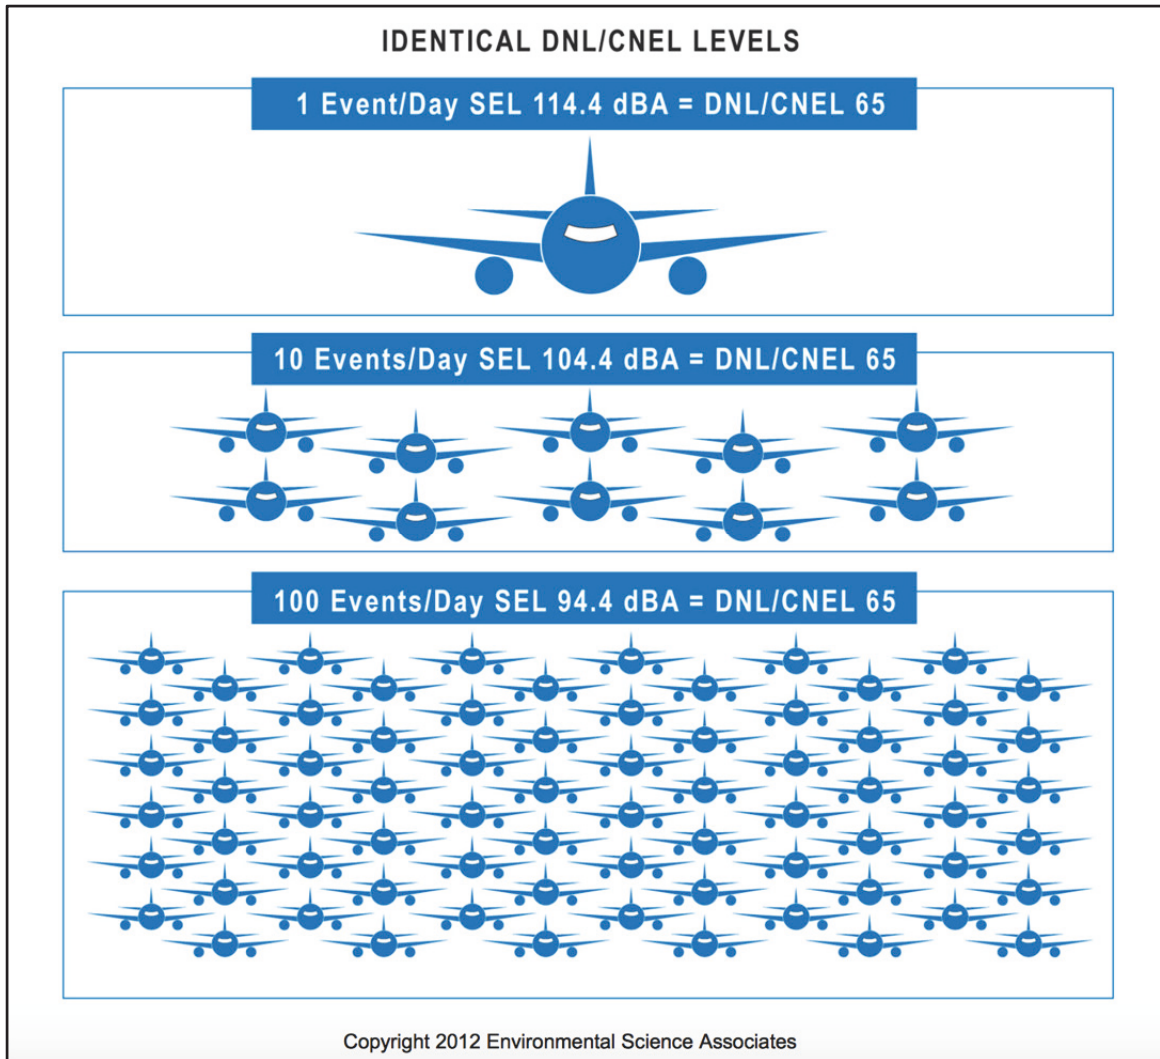 IDENTICAL DNL/CNEL LEVELS
1 Event/Day SEL 114.4 dBA = DNL/CNEL 65
10 Events/Day SEL 104.4 dBA = DNL/CNEL 65
100 Events/Day SEL 94.4 dBA = DNL/CNEL 65
Copyright 2012 Environmental Science Associates